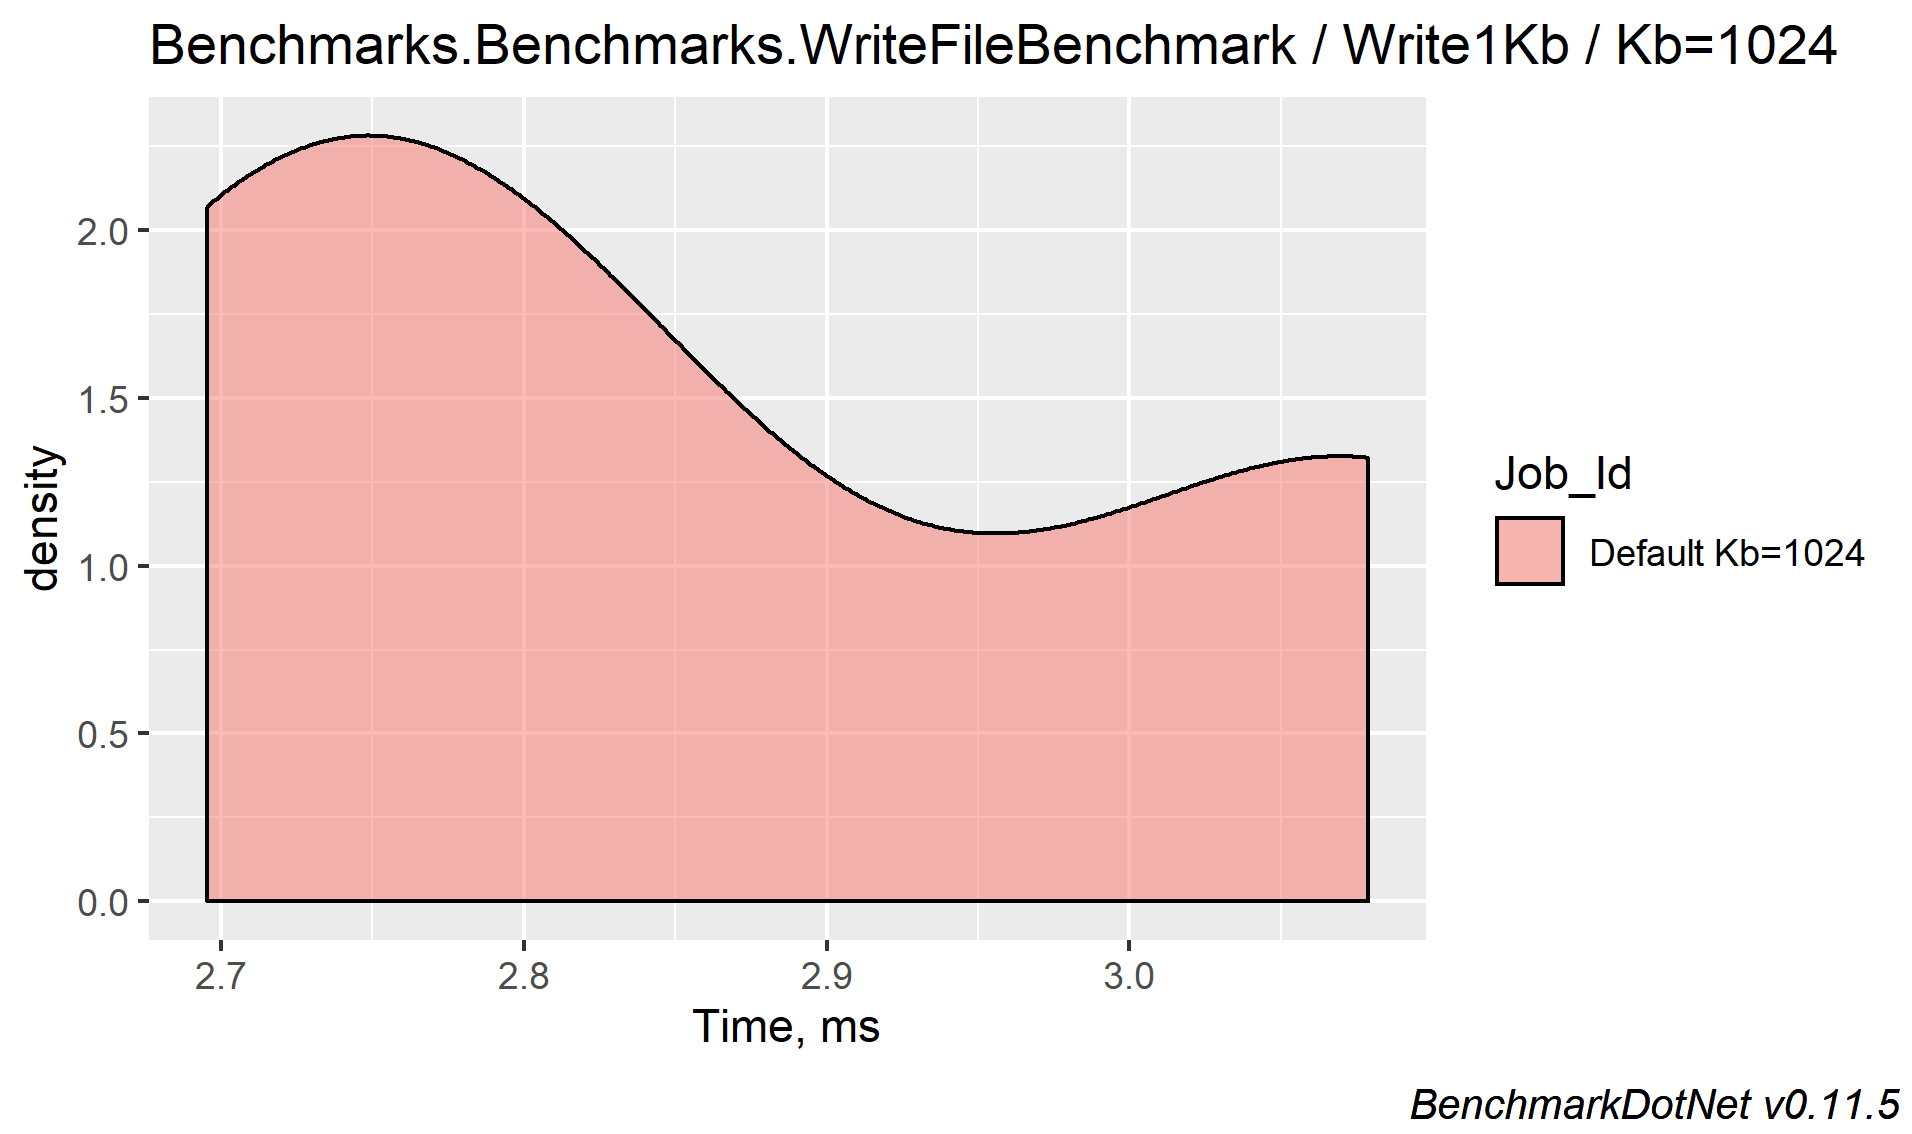 Benchmarks.Benchmarks.WriteFileBenchmark / Write1Kb / Kb=1024
density
2.0
1.5
1.0
0.5
0.0
2.7 2.8 2.9 3.0
Time, ms
Job_Id
Default Kb=1024
BenchmarkDotNet v0.11.5